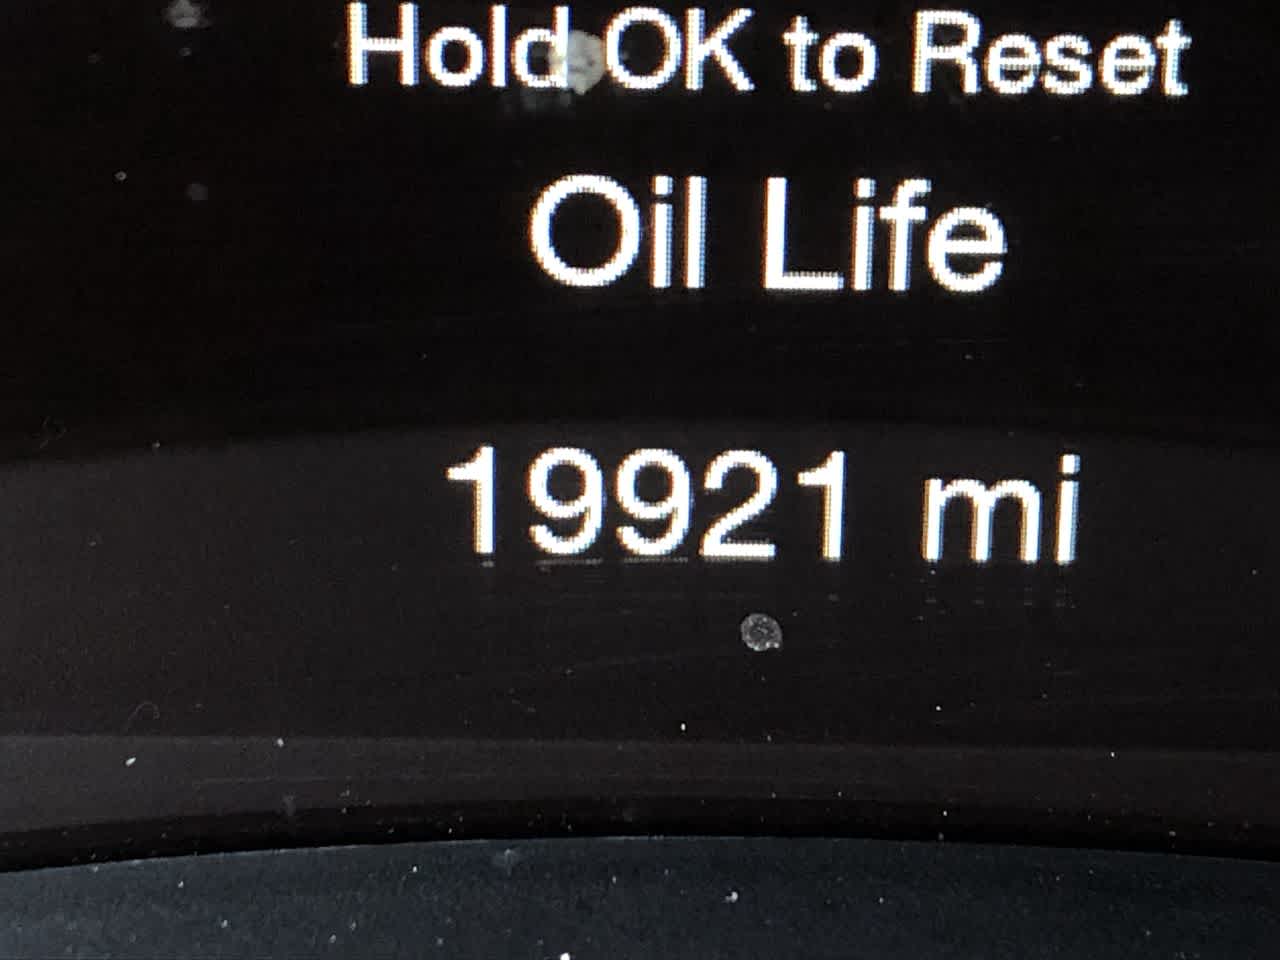 Hold OK to Reset
Oil Life
19921 mi